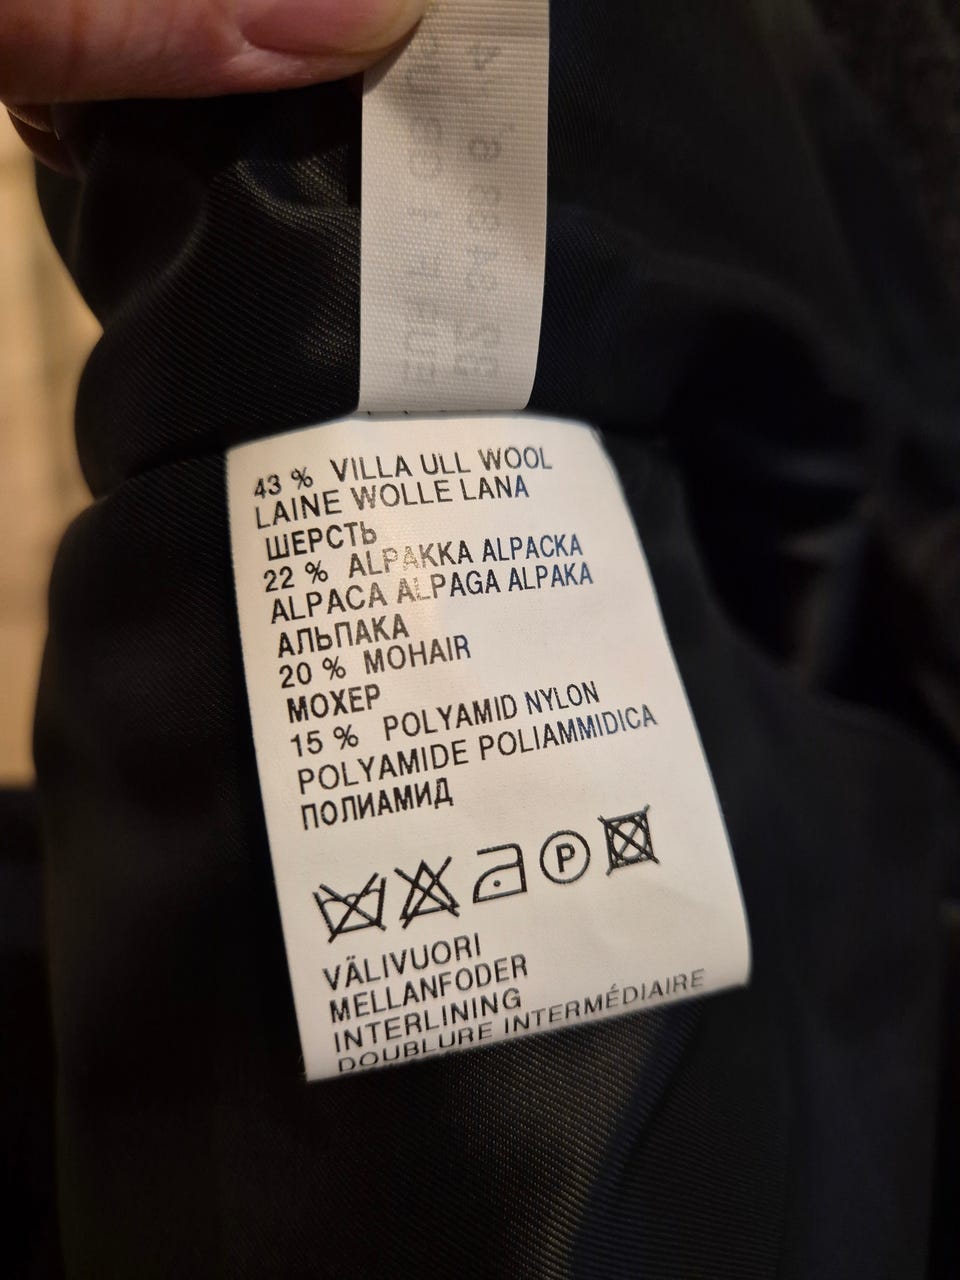 43 % VILLA ULL WOOL
LAINE WOLLE LANA
ШЕРСТЬ
22 % ALPAKKA ALPACKA
ALPACA ALPAGA ALPAKA
АЛЬПАКА
20 % MOHAIR
МОХЕР
15 % POLYAMID NYLON
POLYAMIDE POLIAMMIDICA
ПОЛИАМИД
P
VÄLIVUORI
MELLANFODER
INTERLINING
DOUBLURE INTERMÉDIAIRE